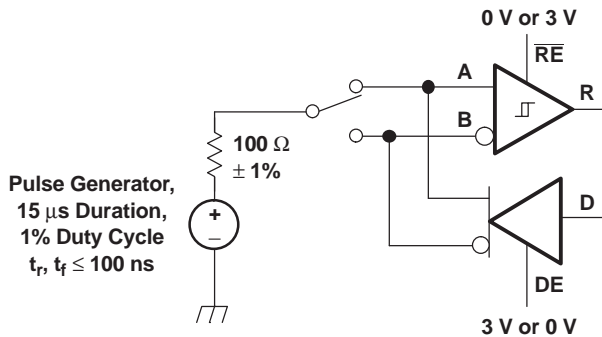 0 V or 3 V
RE
A
R
B
100 Ω
± 1%
Pulse Generator,
15 μs Duration,
1% Duty Cycle
tr, tf ≤ 100 ns
+
–
D
DE
3 V or 0 V